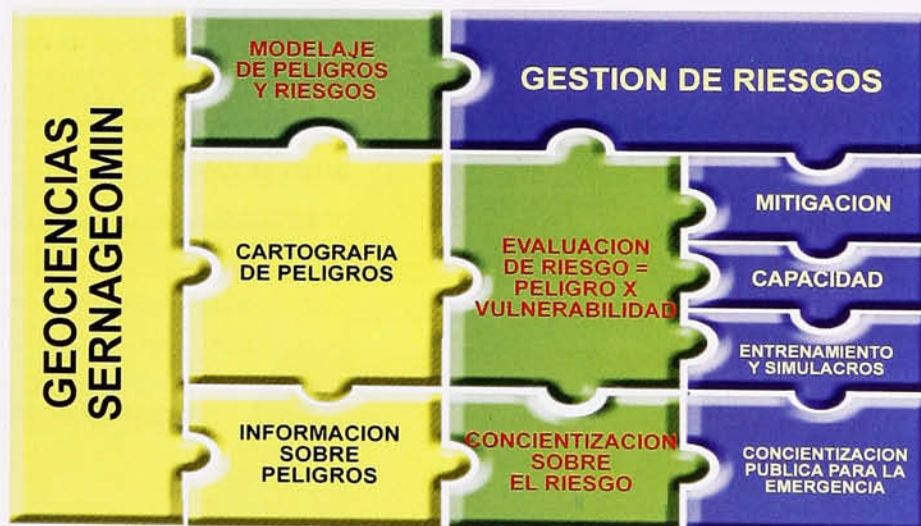 GEOCIENCIAS
SERNAGEOMIN
MODELAJE
DE PELIGROS
Y RIESGOS
GESTION DE RIESGOS
CARTOGRAFIA
DE PELIGROS
EVALUACION
DE RIESGO =
PELIGRO X
VULNERABILIDAD
MITIGACION
CAPACIDAD
ENTRENAMIENTO
Y SIMULACROS
INFORMACION
SOBRE
PELIGROS
CONCIENTIZACION
SOBRE
EL RIESGO
CONCIENTIZACION
PUBLICA PARA LA
EMERGENCIA